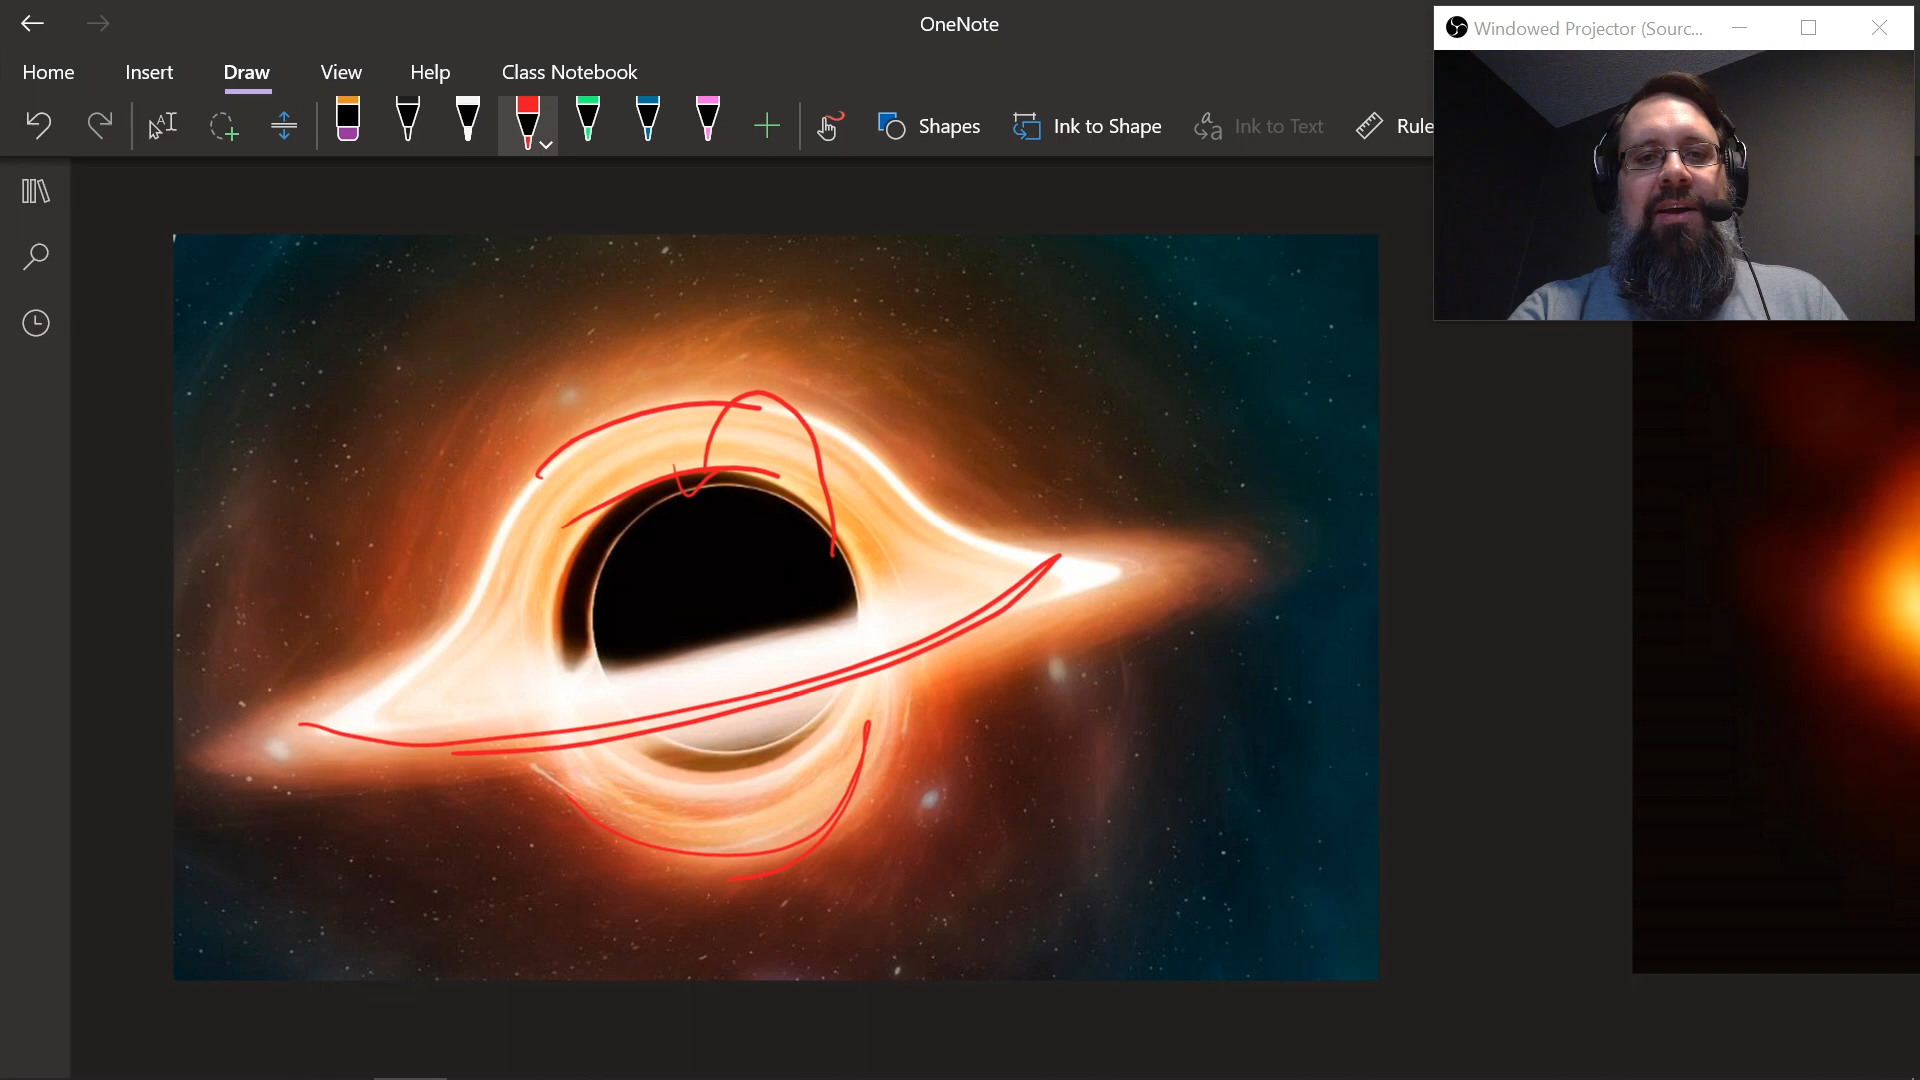 OneNote
Windowed Projector (Sourc...
Home Insert Draw View Help Class Notebook
Shapes Ink to Shape Ink to Text Rule